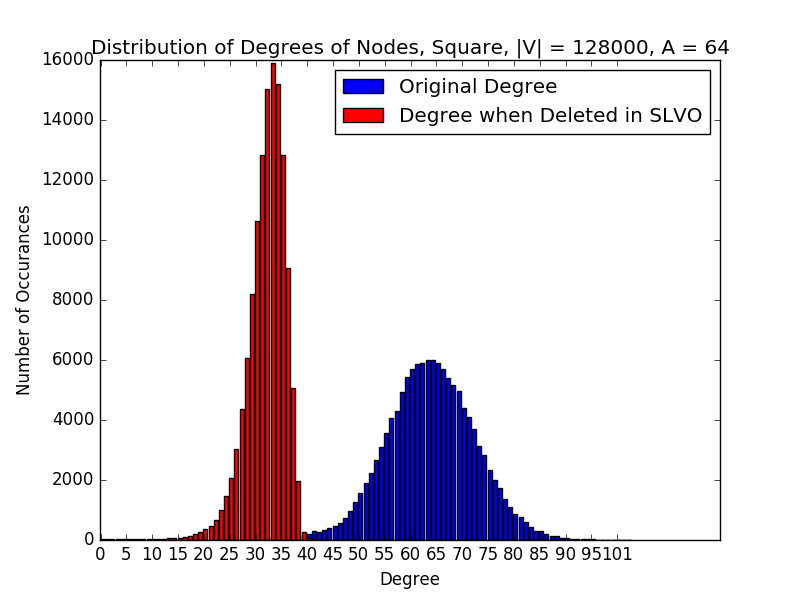 Distribution of Degrees of Nodes, Square, |V| = 128000, A = 64
Original Degree
Degree when Deleted in SLVO
16000
14000
12000
10000
8000
6000
4000
2000
0
Number of Occurances
0 5 10 15 20 25 30 35 40 45 50 55 60 65 70 75 80 85 90 95 101
Degree